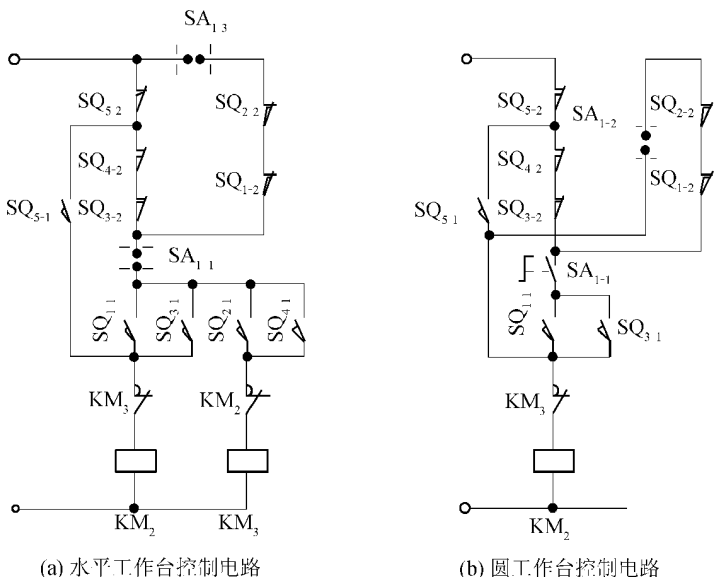 SA₁ ₃
SQ₅ ₂
SQ₂ ₂
SQ₄₋₂
SQ₁₋₂
SQ₅₋₁
SQ₃₋₂
SA₁ ₁
SQ₁ ₁
SQ₃ ₁
SQ₂ ₁
SQ₄ ₁
KM₃
KM₂
KM₂
KM₃
(a) 水平工作台控制电路
SQ₅₋₂
SA₁₋₂
SQ₂₋₂
SQ₄ ₂
SQ₁₋₂
SQ₅ ₁
SQ₃₋₂
SA₁₋₁
SQ₁ ₁
SQ₃ ₁
KM₃
KM₂
(b) 圆工作台控制电路